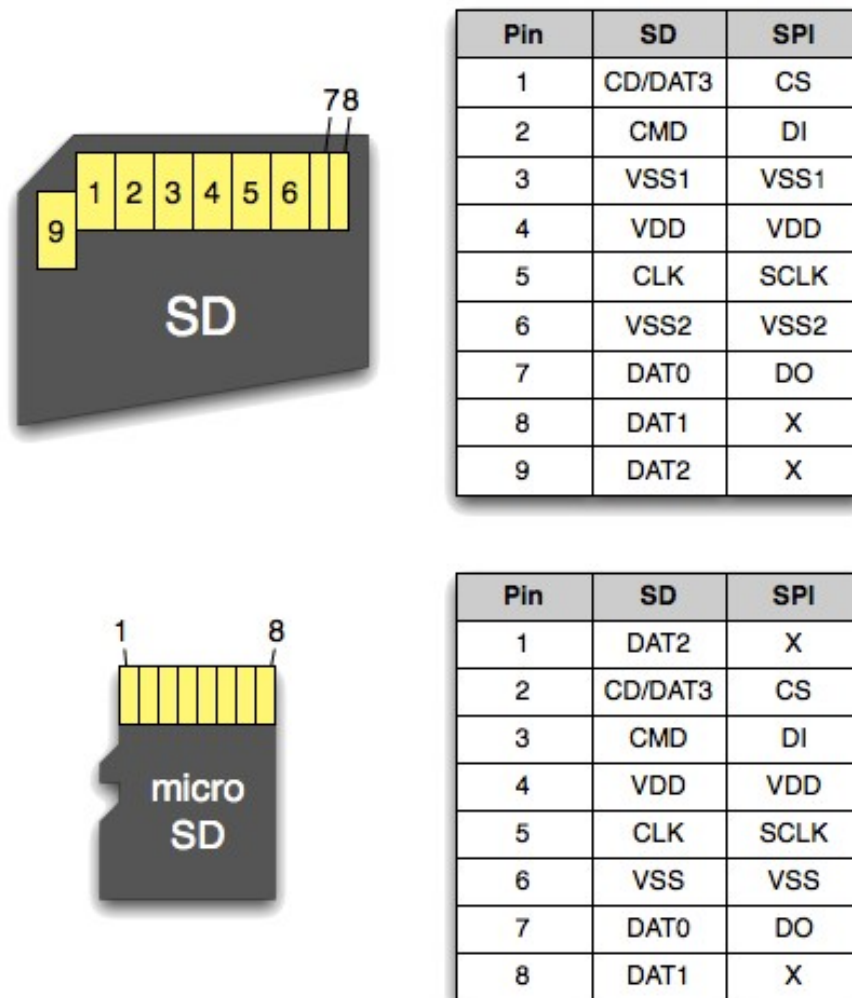 78
1 2 3 4 5 6
9
SD
Pin SD SPI
1 CD/DAT3 CS
2 CMD DI
3 VSS1 VSS1
4 VDD VDD
5 CLK SCLK
6 VSS2 VSS2
7 DAT0 DO
8 DAT1 X
9 DAT2 X
1 8
micro
SD
Pin SD SPI
1 DAT2 X
2 CD/DAT3 CS
3 CMD DI
4 VDD VDD
5 CLK SCLK
6 VSS VSS
7 DAT0 DO
8 DAT1 X